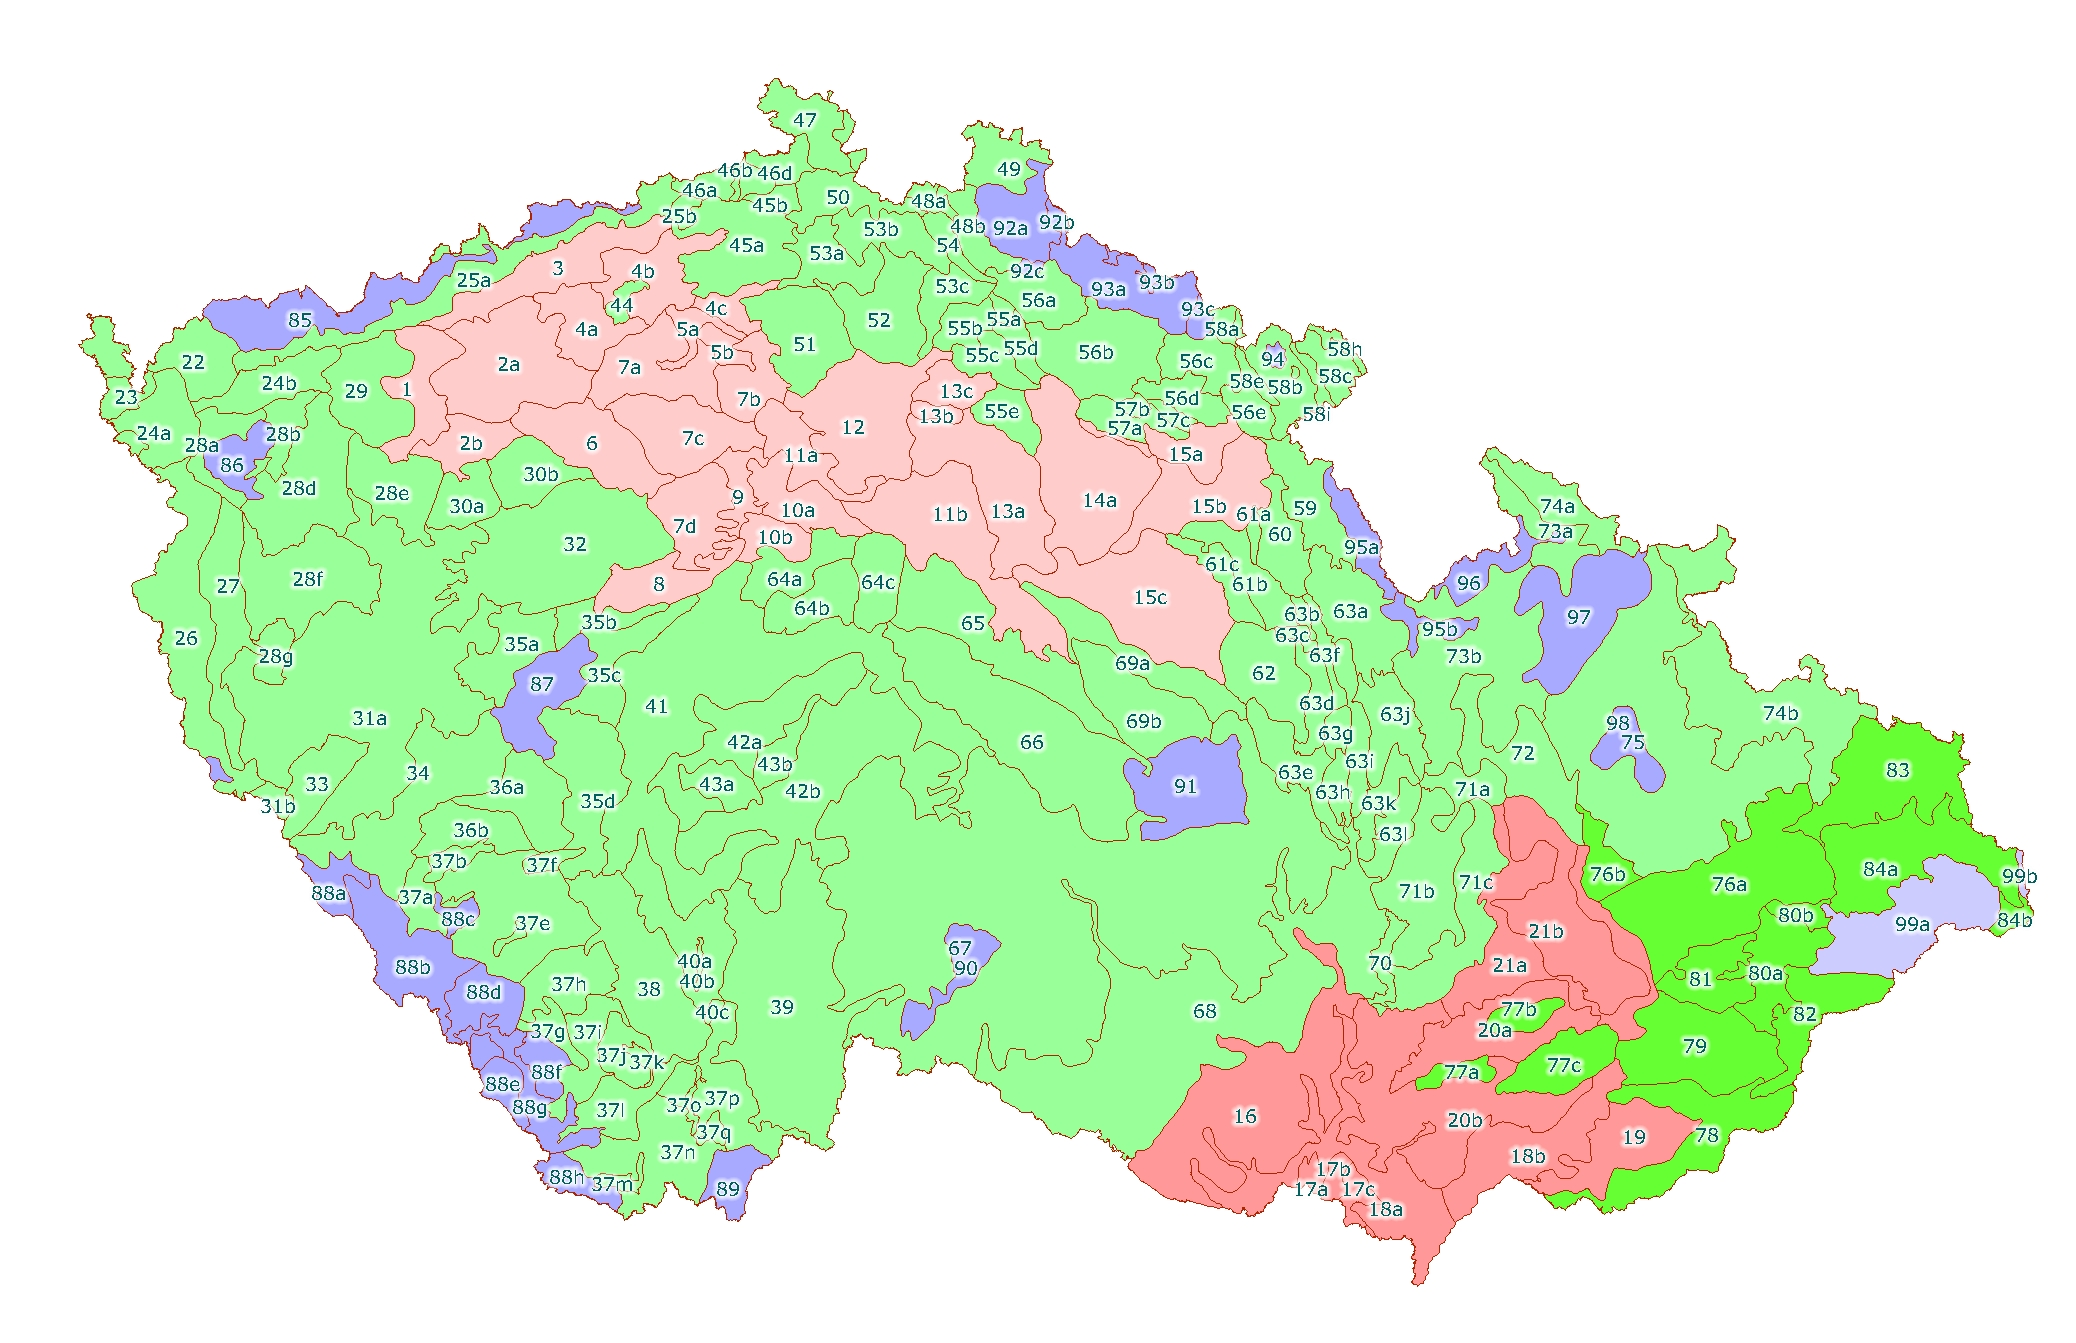 47
49
46b
46d
46a
50
48a
45b
25b
48b
92a
92b
53b
54
45a
53a
3
4b
92c
25a
53c
93a
93b
56a
44
4c
93c
85
4a
5a
52
55a
55b
58a
51
5b
55c
55d
56b
58h
22
2a
7a
56c
94
58c
24b
58e
58b
29
1
13c
23
7b
56d
57b
55e
56e
58i
13b
57c
12
57a
24a
28b
28a
2b
6
7c
11a
15a
86
30b
28d
28e
9
14a
30a
10a
11b
13a
15b
61a
59
74a
7d
10b
60
73a
32
95a
61c
27
28f
8
64a
64c
61b
96
15c
64b
63b
63a
97
35b
65
95b
26
35a
63c
28g
63f
73b
69a
35c
62
87
63d
41
63j
74b
31a
69b
98
63g
75
42a
66
72
43b
63i
34
63e
83
33
43a
91
36a
42b
63h
71a
35d
31b
63k
36b
63l
37b
37f
84a
76b
99b
71c
76a
88a
37a
71b
88c
80b
84b
37e
99a
21b
67
40a
70
88b
90
21a
80a
40b
81
37h
88d
38
39
77b
40c
68
82
37g
37i
20a
79
37j
37k
77c
88f
77a
88e
37p
88g
37l
37o
16
20b
37q
19
78
37n
18b
17b
88h
37m
89
17a
17c
18a